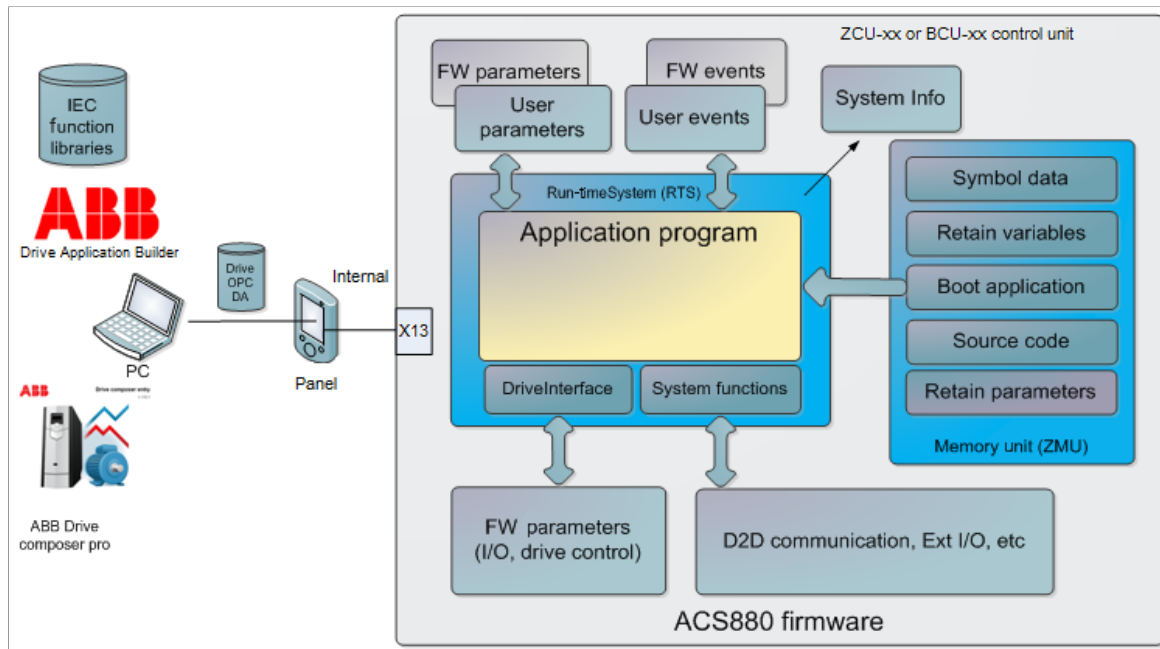 ZCU-xx or BCU-xx control unit
IEC
function
libraries
ABB
Drive Application Builder
Drive
OPC
DA
Internal
PC
Panel
X13
ABB
Drive composer entry
ABB Drive
composer pro
FW parameters
User
parameters
FW events
User events
System Info
Run-timeSystem (RTS)
Application program
DriveInterface
System functions
Symbol data
Retain variables
Boot application
Source code
Retain parameters
Memory unit (ZMU)
FW parameters
(I/O, drive control)
D2D communication, Ext I/O, etc
ACS880 firmware